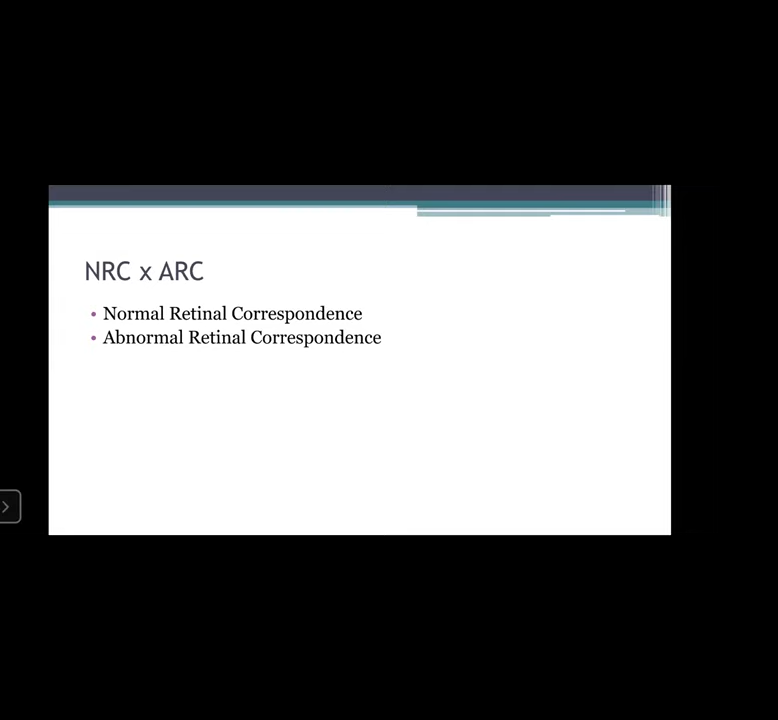 NRC x ARC
• Normal Retinal Correspondence
• Abnormal Retinal Correspondence